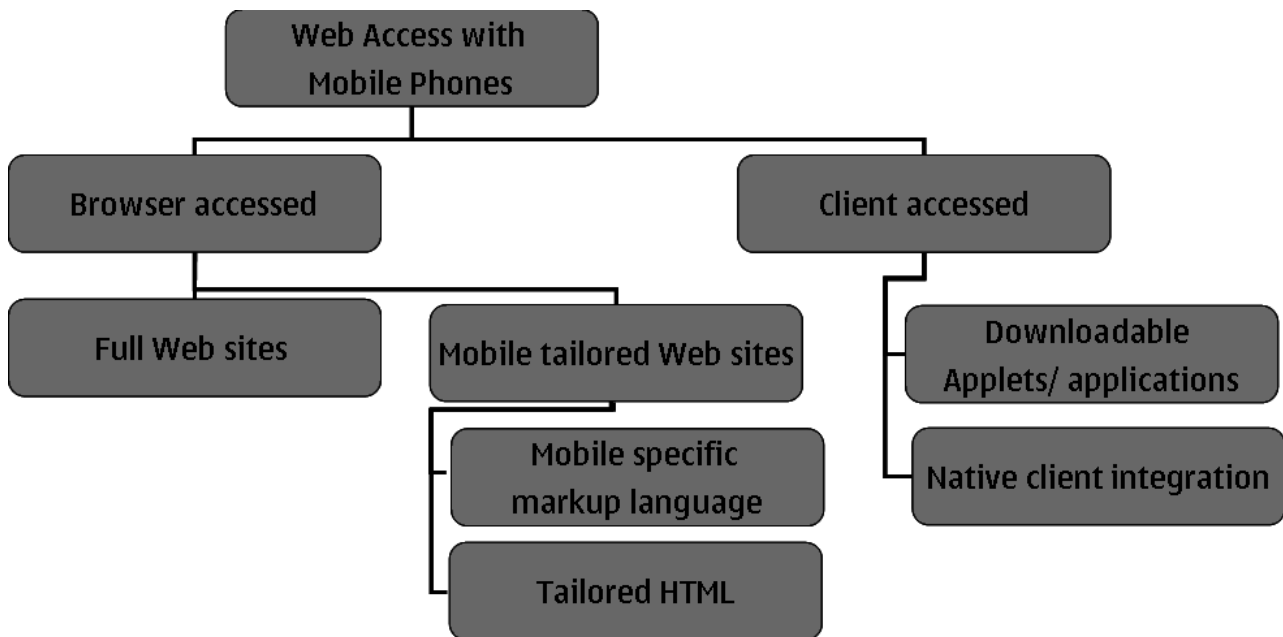 Web Access with
Mobile Phones
Browser accessed
Client accessed
Full Web sites
Mobile tailored Web sites
Downloadable
Applets/ applications
Mobile specific
markup language
Native client integration
Tailored HTML